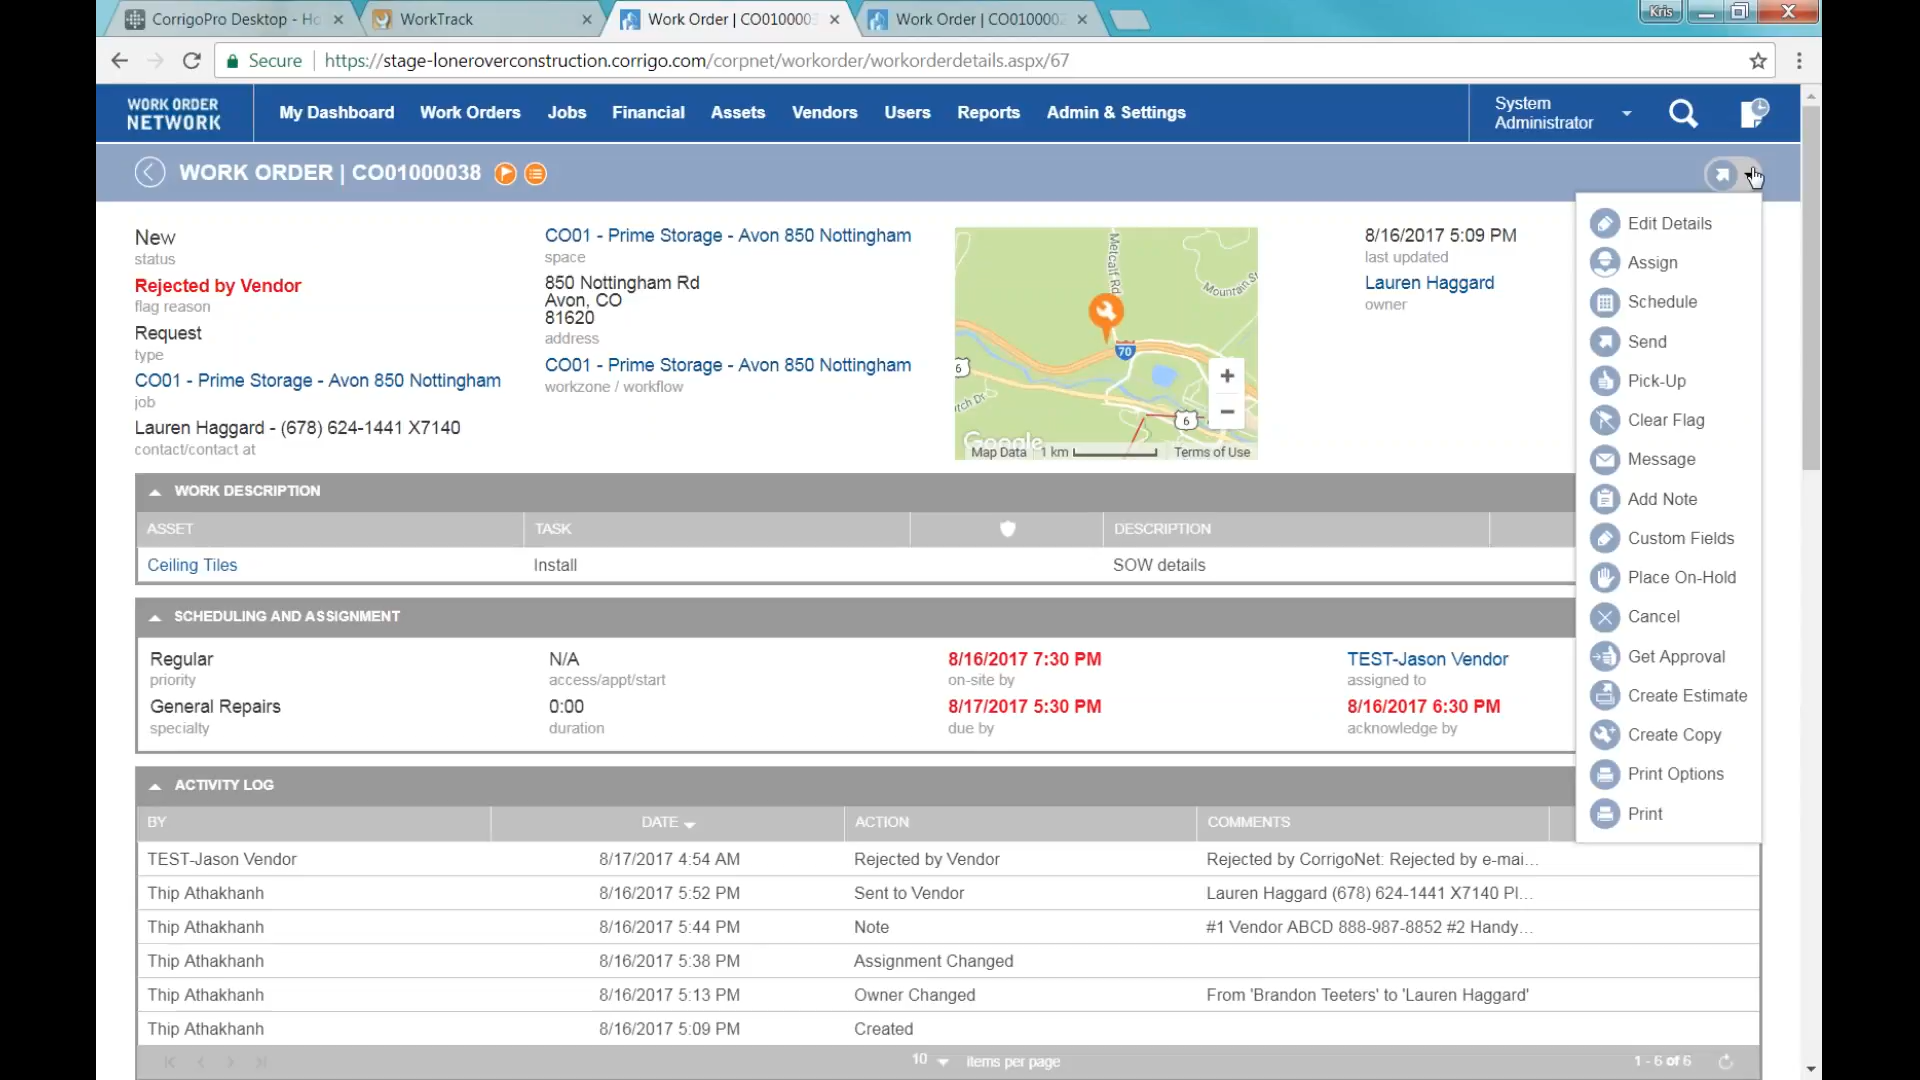 CorrigoPro Desktop - Ho
WorkTrack
Work Order | CO0100003
Work Order | CO0100002
Kris
Secure
https://stage-loneroverconstruction.corrigo.com/corpnet/workorder/workorderdetails.aspx/67
WORK ORDER
NETWORK
My Dashboard
Work Orders
Jobs
Financial
Assets
Vendors
Users
Reports
Admin & Settings
System
Administrator
WORK ORDER | CO01000038
New
status
Rejected by Vendor
flag reason
Request
type
CO01 - Prime Storage - Avon 850 Nottingham
job
Lauren Haggard - (678) 624-1441 X7140
contact/contact at
CO01 - Prime Storage - Avon 850 Nottingham
space
850 Nottingham Rd
Avon, CO
81620
address
CO01 - Prime Storage - Avon 850 Nottingham
workzone / workflow
Metcalf Rd
Mountain St
70
6
6
rch Dr
+
−
Google
Map Data
1 km
Terms of Use
8/16/2017 5:09 PM
last updated
Lauren Haggard
owner
Edit Details
Assign
Schedule
Send
Pick-Up
Clear Flag
Message
Add Note
Custom Fields
Place On-Hold
Cancel
Get Approval
Create Estimate
Create Copy
Print Options
Print
WORK DESCRIPTION
ASSET TASK DESCRIPTION
Ceiling Tiles Install SOW details
SCHEDULING AND ASSIGNMENT
Regular N/A 8/16/2017 7:30 PM TEST-Jason Vendor
priority access/appt/start on-site by assigned to
General Repairs 0:00 8/17/2017 5:30 PM 8/16/2017 6:30 PM
specialty duration due by acknowledge by
ACTIVITY LOG
BY DATE ACTION COMMENTS
TEST-Jason Vendor 8/17/2017 4:54 AM Rejected by Vendor Rejected by CorrigoNet: Rejected by e-mai...
Thip Athakhanh 8/16/2017 5:52 PM Sent to Vendor Lauren Haggard (678) 624-1441 X7140 Pl...
Thip Athakhanh 8/16/2017 5:44 PM Note #1 Vendor ABCD 888-987-8852 #2 Handy...
Thip Athakhanh 8/16/2017 5:38 PM Assignment Changed
Thip Athakhanh 8/16/2017 5:13 PM Owner Changed From 'Brandon Teeters' to 'Lauren Haggard'
Thip Athakhanh 8/16/2017 5:09 PM Created
10 items per page 1 - 6 of 6